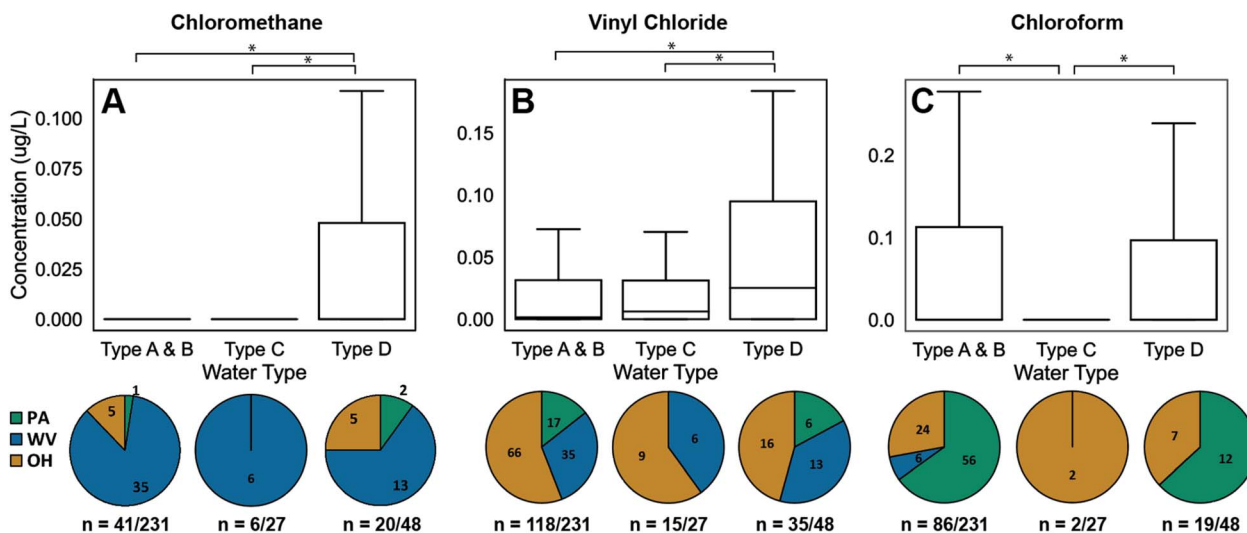 Chloromethane
Vinyl Chloride
Chloroform
*
*
*
*
*
*
A
B
C
Concentration (ug/L)
0.100
0.075
0.050
0.025
0.000
0.15
0.10
0.05
0.00
0.2
0.1
0.0
Type A & B Type C Type D
Water Type
Type A & B Type C Type D
Water Type
Type A & B Type C Type D
Water Type
PA
WV
OH
1
5
35
6
2
5
13
17
66
35
6
9
6
16
13
24
6
56
2
7
12
n = 41/231 n = 6/27 n = 20/48 n = 118/231 n = 15/27 n = 35/48 n = 86/231 n = 2/27 n = 19/48